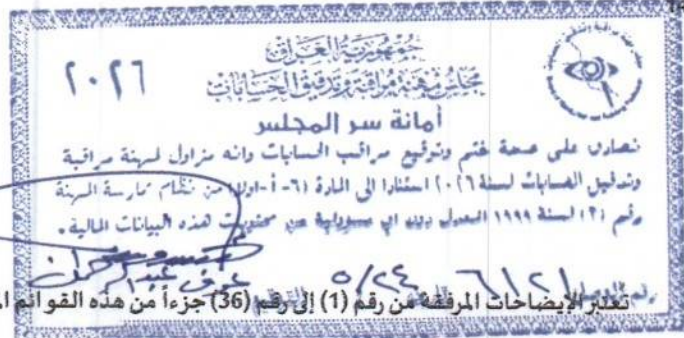 جمهورية العراق
مجلس مهنة مراقبة وتدقيق الحسابات
٢٠٢٦
أمانة سر المجلس
نصادق على صحة ختم وتوقيع مراقب الحسابات وانه مزاول لمهنة مراقبة
وتدقيق الحسابات لسنة ٢٠٢٦ استنادا الى المادة (٦-أ-اولا) من نظام ممارسة المهنة
رقم (٣) لسنة ١٩٩٩ المعدل دون اي مسؤولية عن محتويات هذه البيانات المالية.
٥/٢٤
تعتبر الإيضاحات المرفقة من رقم (1) إلى رقم (36) جزءاً من هذه القوائم